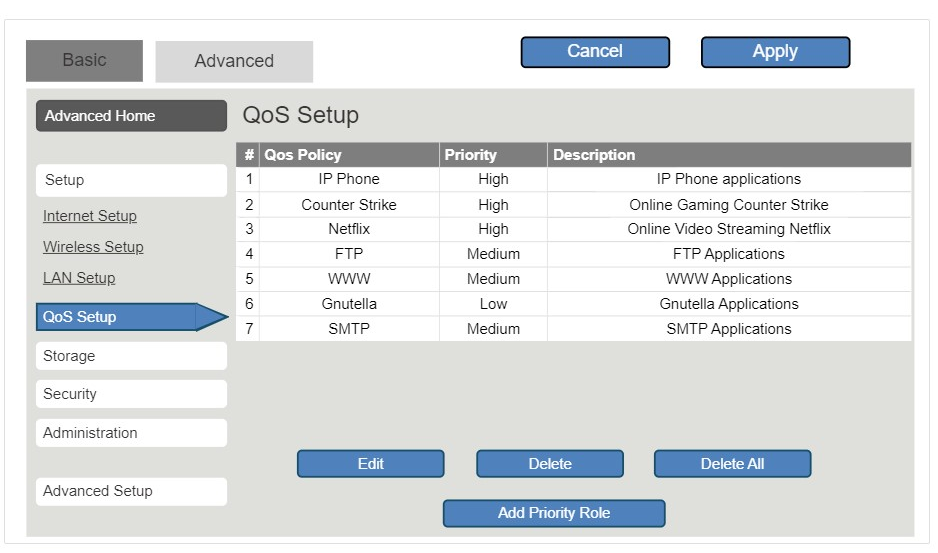 Basic
Advanced
Cancel
Apply
Advanced Home
Setup
Internet Setup
Wireless Setup
LAN Setup
QoS Setup
Storage
Security
Administration
Advanced Setup
QoS Setup
# Qos Policy Priority Description
1 IP Phone High IP Phone applications
2 Counter Strike High Online Gaming Counter Strike
3 Netflix High Online Video Streaming Netflix
4 FTP Medium FTP Applications
5 WWW Medium WWW Applications
6 Gnutella Low Gnutella Applications
7 SMTP Medium SMTP Applications
Edit
Delete
Delete All
Add Priority Role